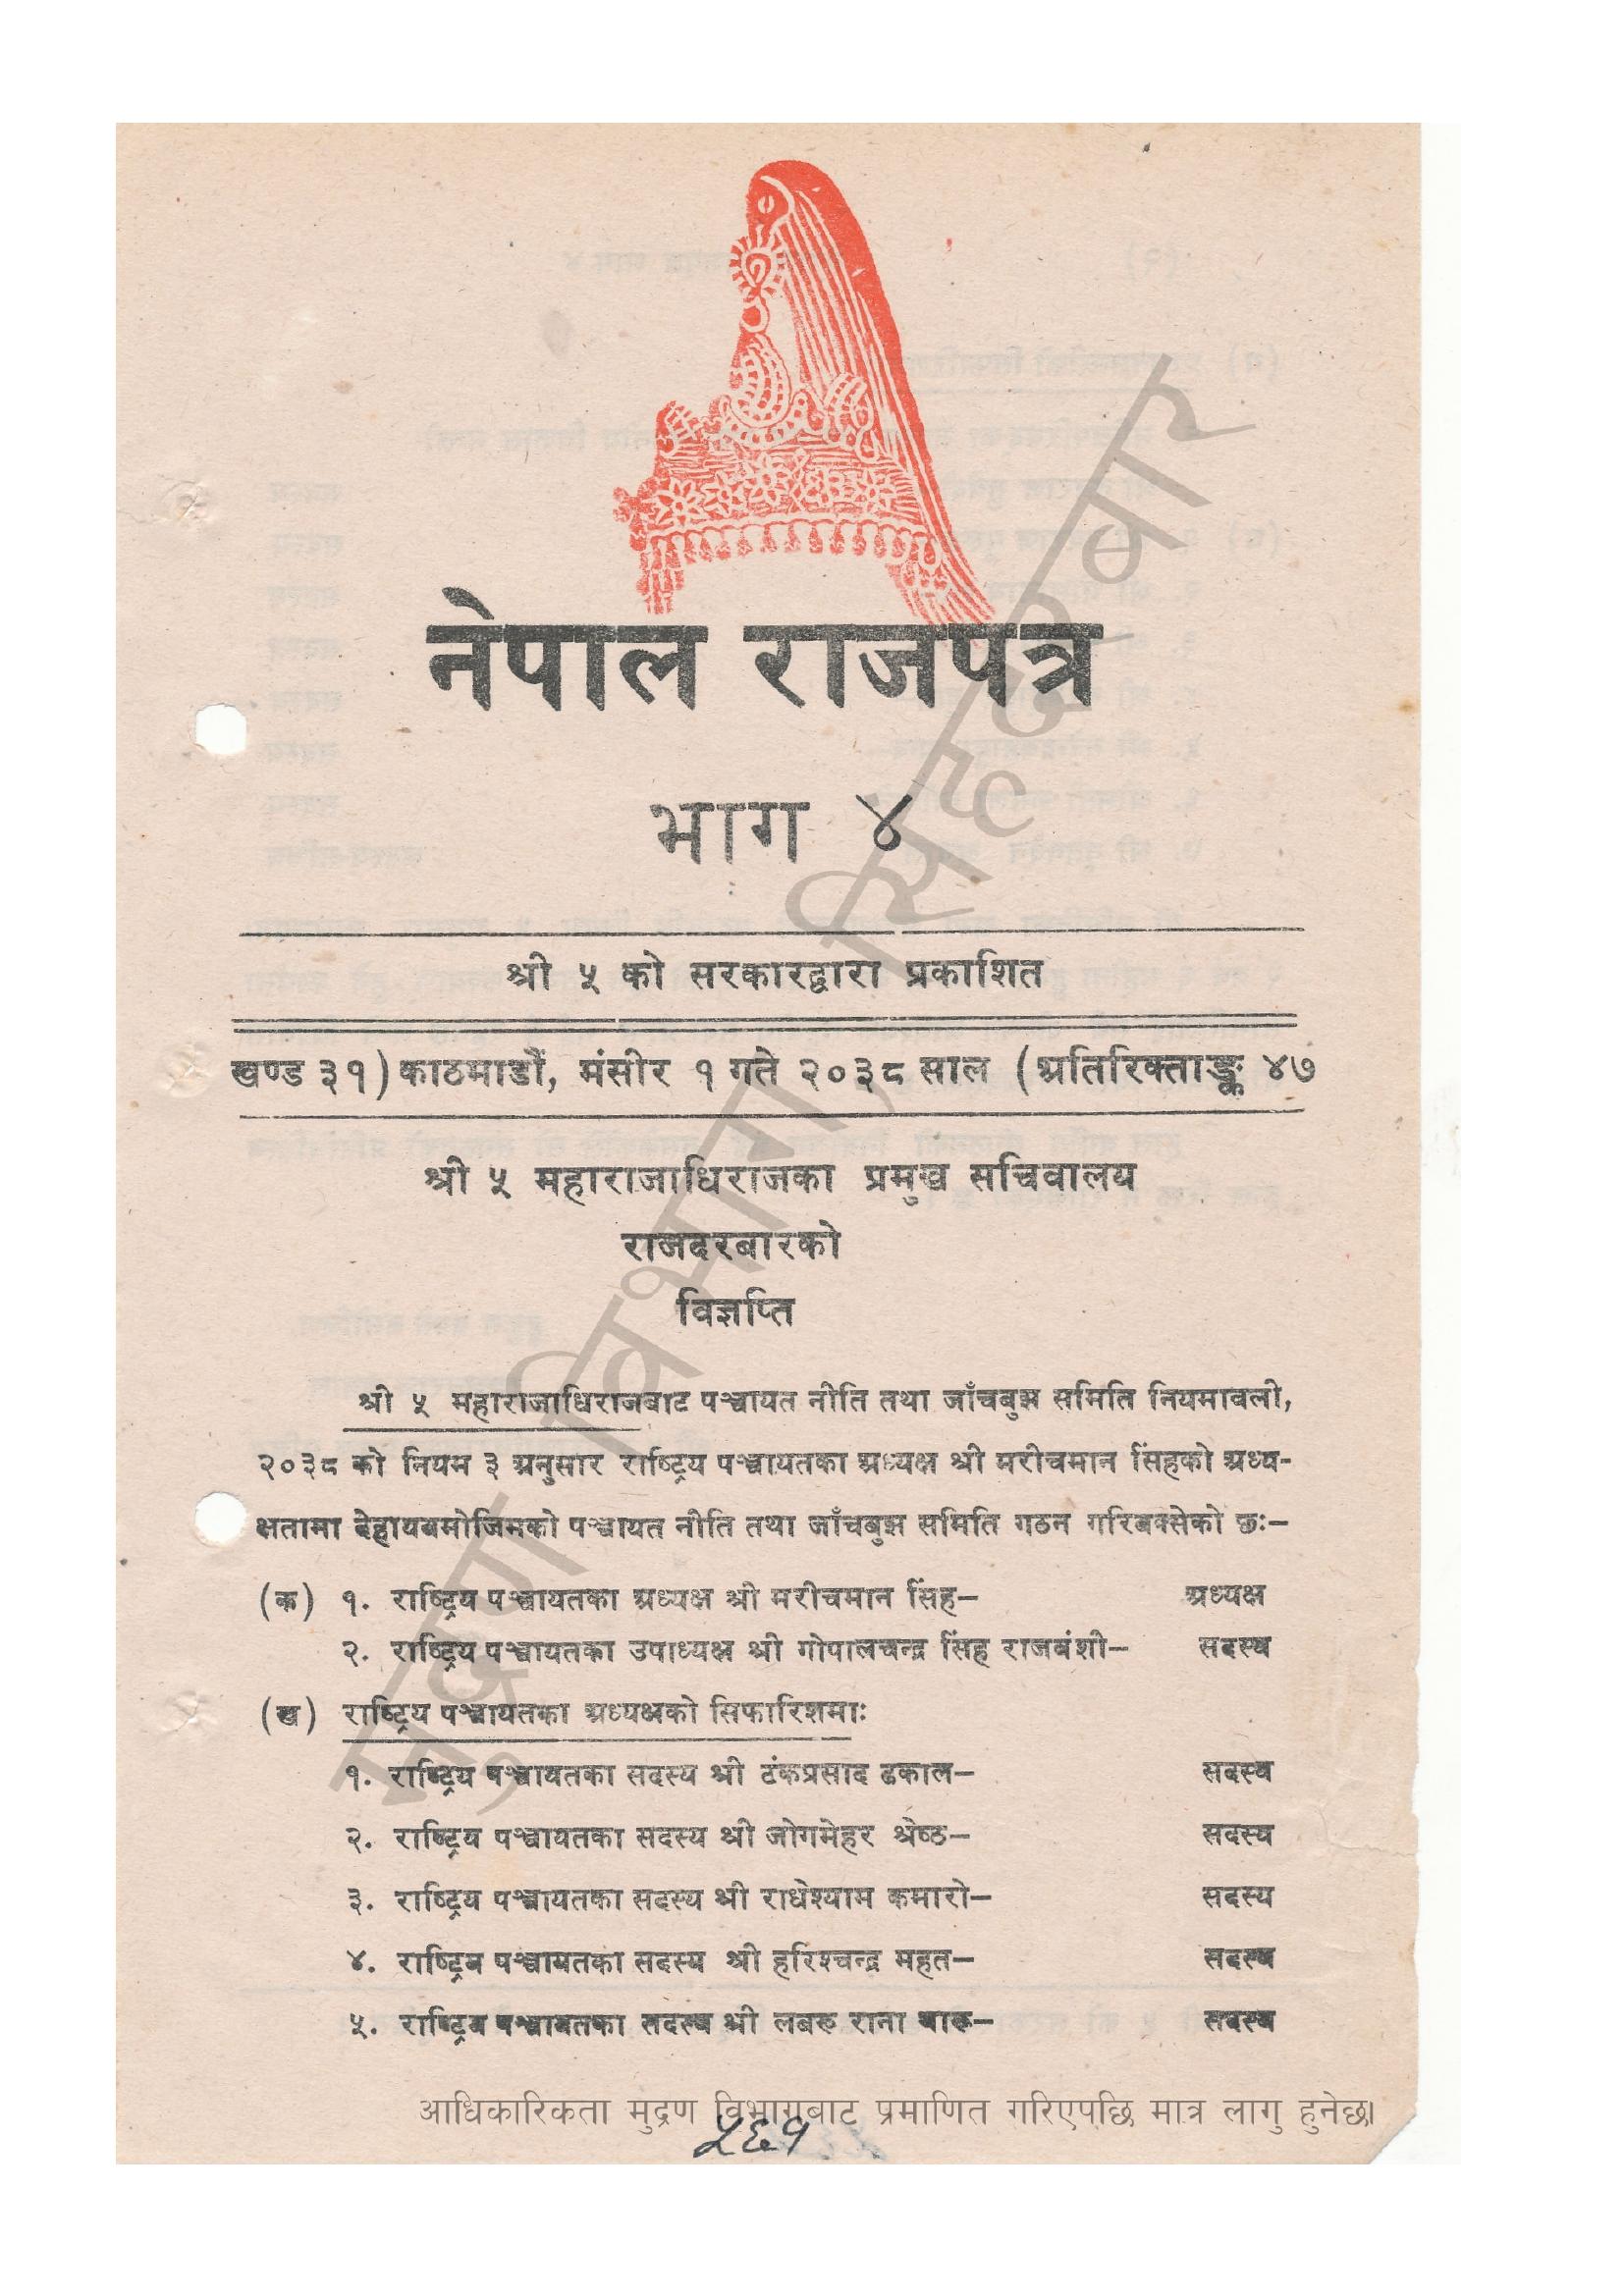 नेपाल राजपत्र
भाग ४
श्री ५ को सरकारद्वारा प्रकाशित
खण्ड ३१) काठमाडौं, मंसीर १ गते २०३८ साल (अतिरिक्ताङ्क ४७
श्री ५ महाराजाधिराजका प्रमुख सचिवालय
राजदरबारको
विज्ञप्ति
श्री ५ महाराजाधिराजबाट पञ्चायत नीति तथा जाँचबुझ समिति नियमावली,
२०३८ को नियम ३ अनुसार राष्ट्रिय पञ्चायतका अध्यक्ष श्री मरीचमान सिंहको अध्य-
क्षतामा देहायबमोजिमको पञ्चायत नीति तथा जाँचबुझ समिति गठन गरिबक्सेको छः–
(क) १. राष्ट्रिय पञ्चायतका अध्यक्ष श्री मरीचमान सिंह– अध्यक्ष
२. राष्ट्रिय पञ्चायतका उपाध्यक्ष श्री गोपालचन्द्र सिंह राजवंशी– सदस्य
(ख) राष्ट्रिय पञ्चायतका अध्यक्षको सिफारिशमाः
१. राष्ट्रिय पञ्चायतका सदस्य श्री टंकप्रसाद ढकाल– सदस्य
२. राष्ट्रिय पञ्चायतका सदस्य श्री जोगमेहर श्रेष्ठ– सदस्य
३. राष्ट्रिय पञ्चायतका सदस्य श्री राधेश्याम कमारो– सदस्य
४. राष्ट्रिय पञ्चायतका सदस्य श्री हरिश्चन्द्र महत– सदस्य
५. राष्ट्रिय पञ्चायतका सदस्य श्री लबरु राना थारू– सदस्य
मुद्रण विभाग, सिंहदरबार
आधिकारिकता मुद्रण विभागबाट प्रमाणित गरिएपछि मात्र लागु हुनेछ।
५६१